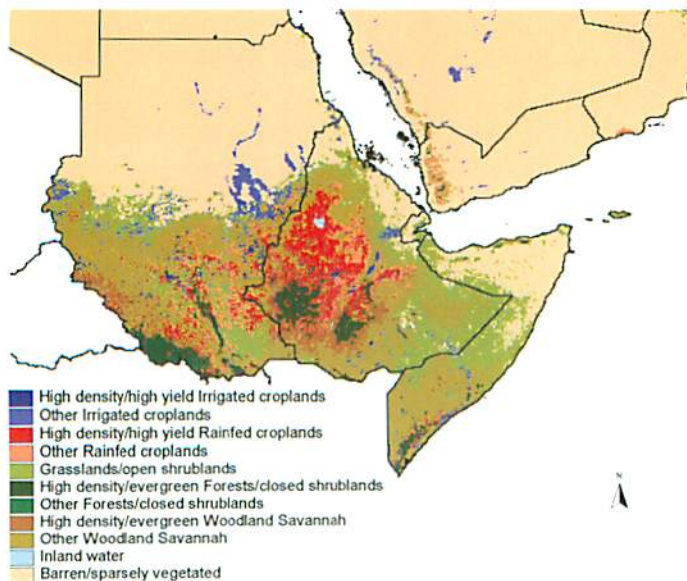 High density/high yield Irrigated croplands
Other Irrigated croplands
High density/high yield Rainfed croplands
Other Rainfed croplands
Grasslands/open shrublands
High density/evergreen Forests/closed shrublands
Other Forests/closed shrublands
High density/evergreen Woodland Savannah
Other Woodland Savannah
Inland water
Barren/sparsely vegetated
N